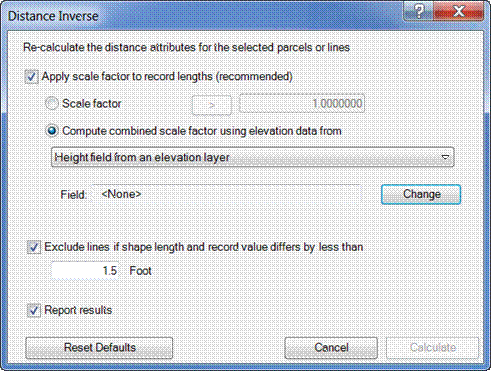 Distance Inverse
Re-calculate the distance attributes for the selected parcels or lines
Apply scale factor to record lengths (recommended)
Scale factor > 1.0000000
Compute combined scale factor using elevation data from
Height field from an elevation layer
Field: <None> Change
Exclude lines if shape length and record value differs by less than
1.5 Foot
Report results
Reset Defaults Cancel Calculate